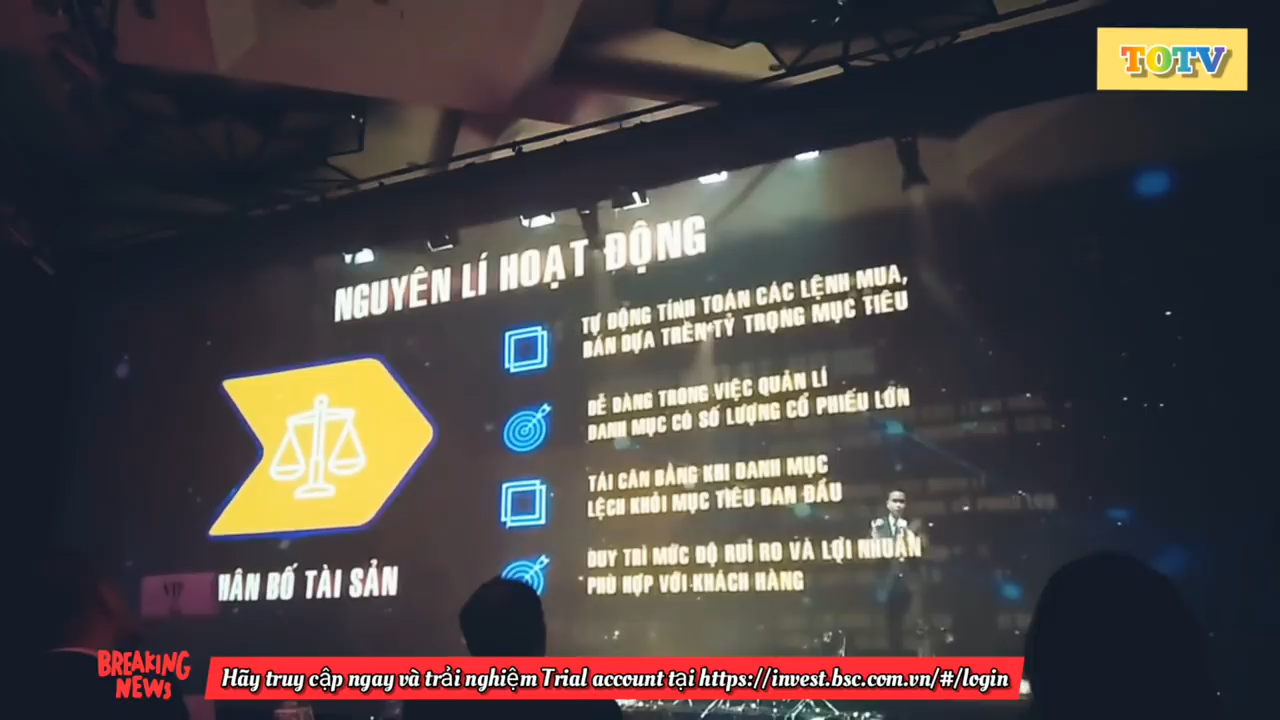 TOTV
NGUYÊN LÍ HOẠT ĐỘNG
TỰ ĐỘNG TÍNH TOÁN CÁC LỆNH MUA,
BÁN DỰA TRÊN TỶ TRỌNG MỤC TIÊU
DỄ DÀNG TRONG VIỆC QUẢN LÍ
DANH MỤC CÓ SỐ LƯỢNG CỔ PHIẾU LỚN
TÁI CÂN BẰNG KHI DANH MỤC
LỆCH KHỎI MỤC TIÊU BAN ĐẦU
DUY TRÌ MỨC ĐỘ RỦI RO VÀ LỢI NHUẬN
PHÙ HỢP VỚI KHÁCH HÀNG
HÂN BỐ TÀI SẢN
VIP
BREAKING
NEWS
Hãy truy cập ngay và trải nghiệm Trial account tại https://invest.bsc.com.vn/#/login